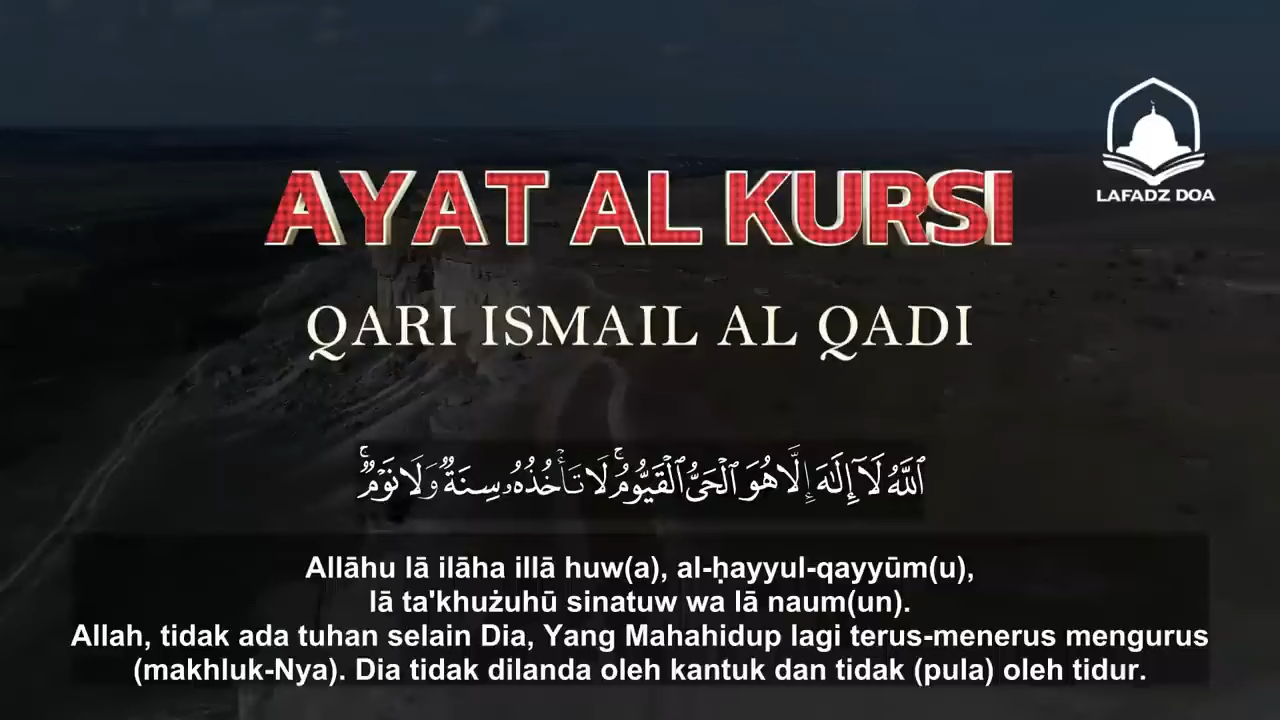 LAFADZ DOA
AYAT AL KURSI
QARI ISMAIL AL QADI
ٱللَّهُ لَآ إِلَٰهَ إِلَّا هُوَ ٱلْحَىُّ ٱلْقَيُّومُ ۚ لَا تَأْخُذُهُۥ سِنَةٌ وَلَا نَوْمٌ ۚ
Allāhu lā ilāha illā huw(a), al-ḥayyul-qayyūm(u),
lā ta'khużuhū sinatuw wa lā naum(un).
Allah, tidak ada tuhan selain Dia, Yang Mahahidup lagi terus-menerus mengurus
(makhluk-Nya). Dia tidak dilanda oleh kantuk dan tidak (pula) oleh tidur.